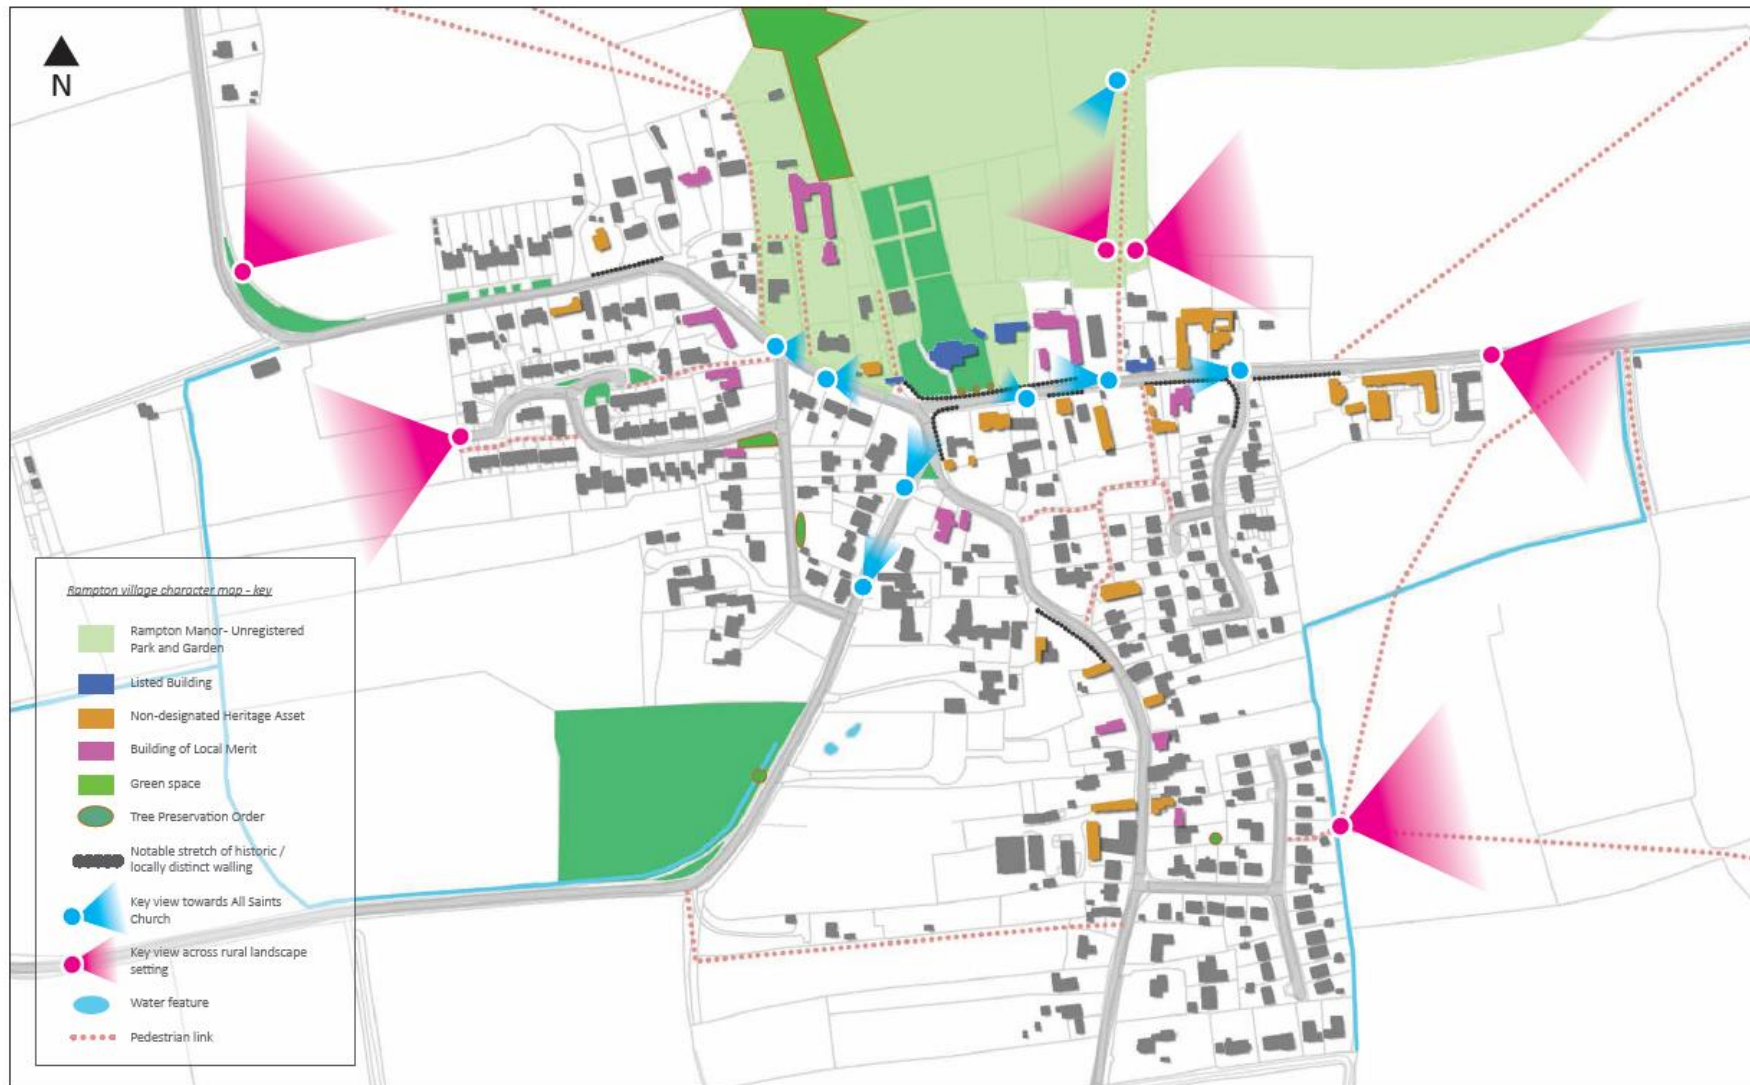 N
Rampton village character map - key
Rampton Manor- Unregistered
Park and Garden
Listed Building
Non-designated Heritage Asset
Building of Local Merit
Green space
Tree Preservation Order
Notable stretch of historic /
locally distinct walling
Key view towards All Saints
Church
Key view across rural landscape
setting
Water feature
Pedestrian link